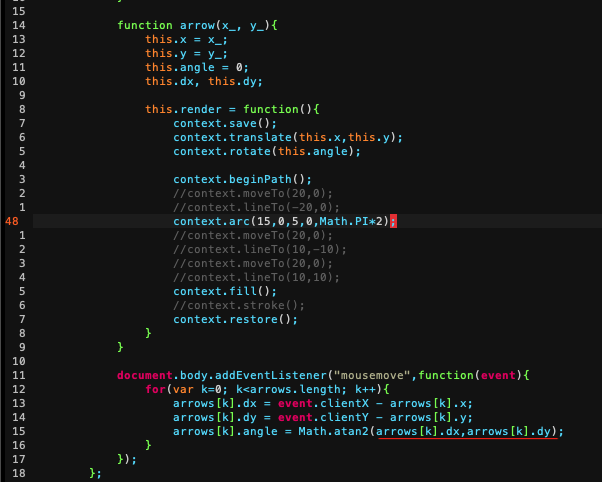 15
14 function arrow(x_, y_){
13 this.x = x_;
12 this.y = y_;
11 this.angle = 0;
10 this.dx, this.dy;
9
8 this.render = function(){
7 context.save();
6 context.translate(this.x,this.y);
5 context.rotate(this.angle);
4
3 context.beginPath();
2 //context.moveTo(20,0);
1 //context.lineTo(-20,0);
48 context.arc(15,0,5,0,Math.PI*2);
1 //context.moveTo(20,0);
2 //context.lineTo(10,-10);
3 //context.moveTo(20,0);
4 //context.lineTo(10,10);
5 context.fill();
6 //context.stroke();
7 context.restore();
8 }
9 }
10
11 document.body.addEventListener("mousemove",function(event){
12 for(var k=0; k<arrows.length; k++){
13 arrows[k].dx = event.clientX - arrows[k].x;
14 arrows[k].dy = event.clientY - arrows[k].y;
15 arrows[k].angle = Math.atan2(arrows[k].dx,arrows[k].dy);
16 }
17 });
18 };